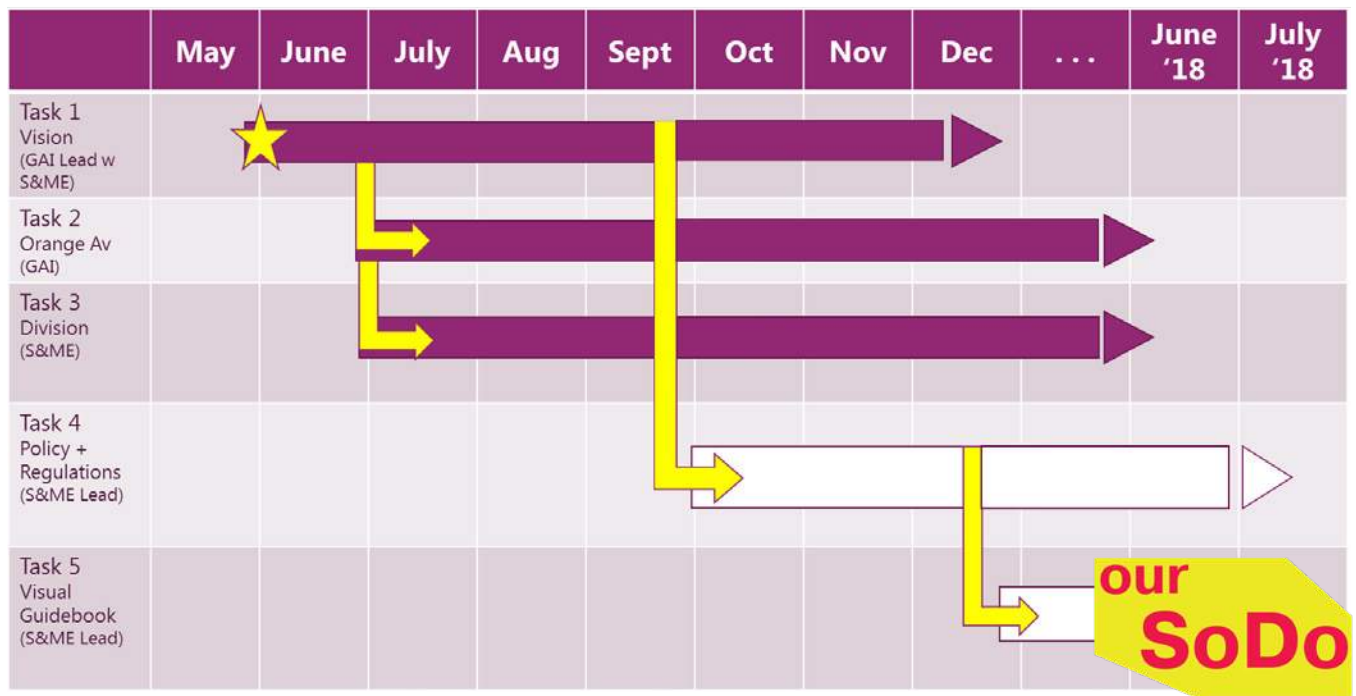 May June July Aug Sept Oct Nov Dec ... June '18 July '18
Task 1
Vision
(GAI Lead w
S&ME)
Task 2
Orange Av
(GAI)
Task 3
Division
(S&ME)
Task 4
Policy +
Regulations
(S&ME Lead)
Task 5
Visual
Guidebook
(S&ME Lead)
our
SoDo